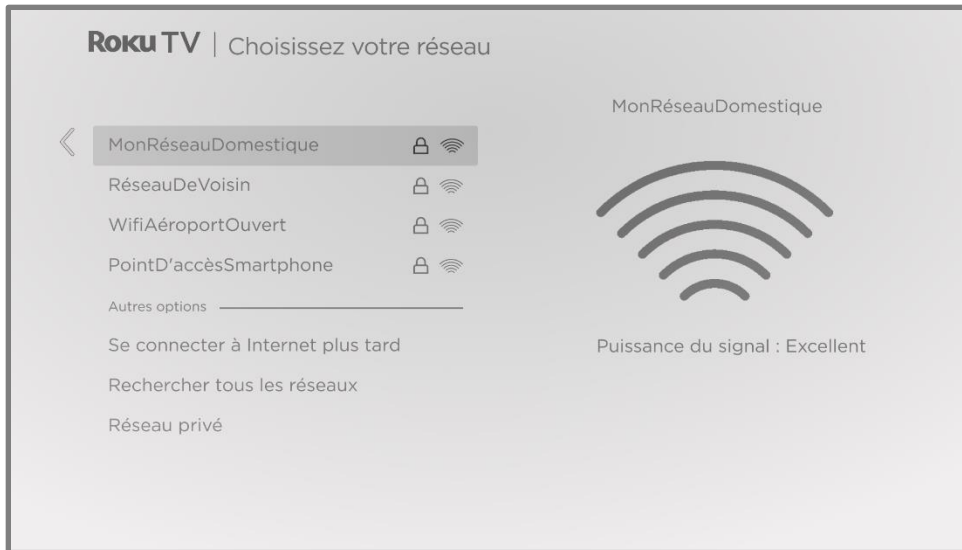 Roku TV | Choisissez votre réseau
MonRéseauDomestique
MonRéseauDomestique
RéseauDeVoisin
WifiAéroportOuvert
PointD'accèsSmartphone
Autres options
Se connecter à Internet plus tard
Puissance du signal : Excellent
Rechercher tous les réseaux
Réseau privé